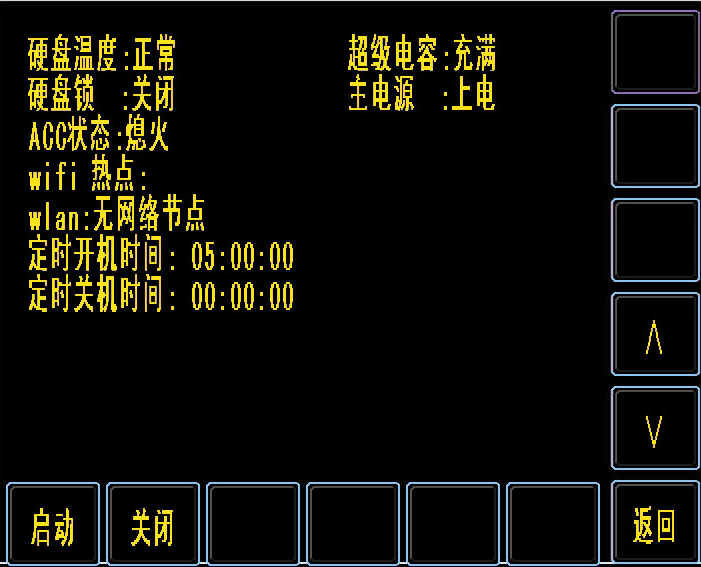 硬盘温度:正常 超级电容:充满
硬盘锁 :关闭 主电源 :上电
ACC状态:熄火
wifi 热点:
wlan:无网络节点
定时开机时间: 05:00:00
定时关机时间: 00:00:00
∧
∨
启动 关闭 返回